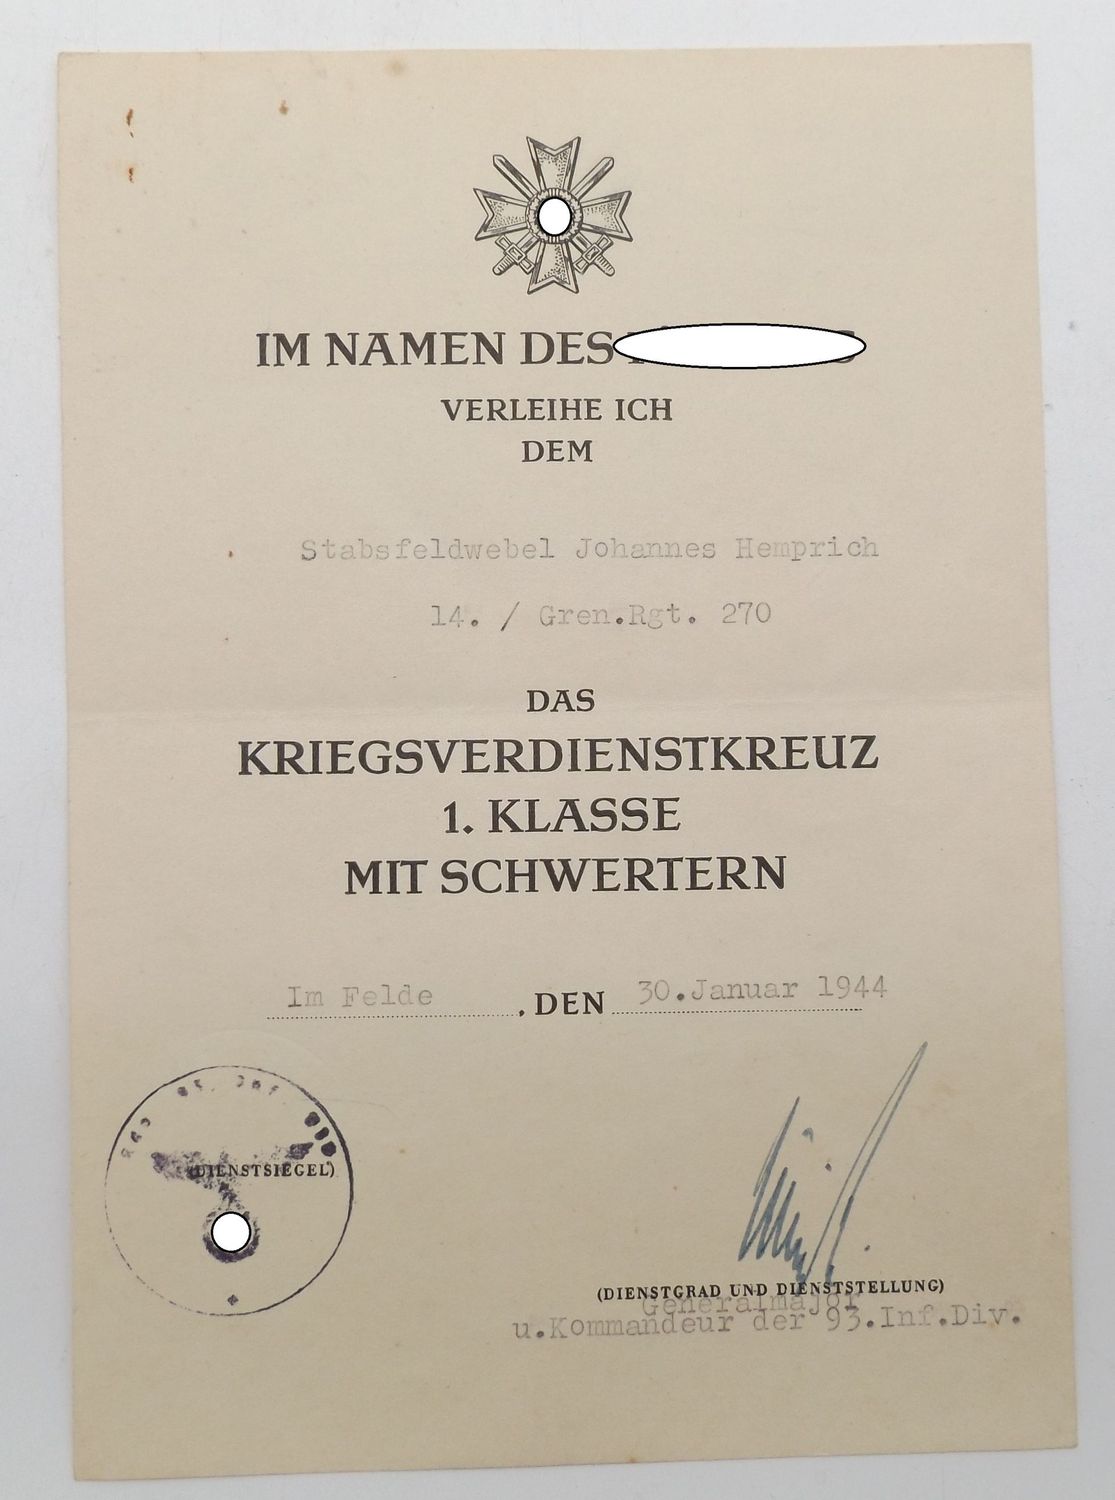 IM NAMEN DES
VERLEIHE ICH
DEM
Stabsfeldwebel Johannes Hemprich
14. / Gren.Rgt. 270
DAS
KRIEGSVERDIENSTKREUZ
1. KLASSE
MIT SCHWERTERN
Im Felde , DEN 30.Januar 1944
(DIENSTSIEGEL)
(DIENSTGRAD UND DIENSTSTELLUNG)
Generalmajor
u.Kommandeur der 93.Inf.Div.